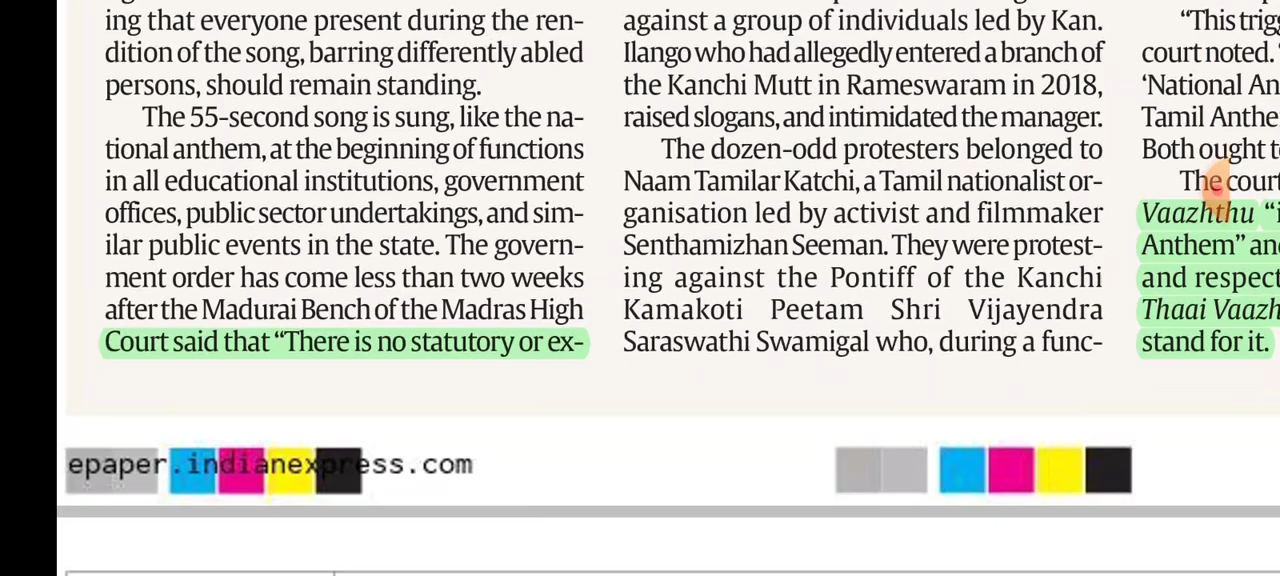 ing that everyone present during the ren-
dition of the song, barring differently abled
persons, should remain standing.
The 55-second song is sung, like the na-
tional anthem, at the beginning of functions
in all educational institutions, government
offices, public sector undertakings, and sim-
ilar public events in the state. The govern-
ment order has come less than two weeks
after the Madurai Bench of the Madras High
Court said that “There is no statutory or ex-
against a group of individuals led by Kan.
Ilango who had allegedly entered a branch of
the Kanchi Mutt in Rameswaram in 2018,
raised slogans, and intimidated the manager.
The dozen-odd protesters belonged to
Naam Tamilar Katchi, a Tamil nationalist or-
ganisation led by activist and filmmaker
Senthamizhan Seeman. They were protest-
ing against the Pontiff of the Kanchi
Kamakoti Peetam Shri Vijayendra
Saraswathi Swamigal who, during a func-
“This trigg
court noted. ‘
‘National An
Tamil Anthe
Both ought t
The court
Vaazhthu “i
Anthem” and
and respect
Thaai Vaazh
stand for it.
epaper.indianexpress.com